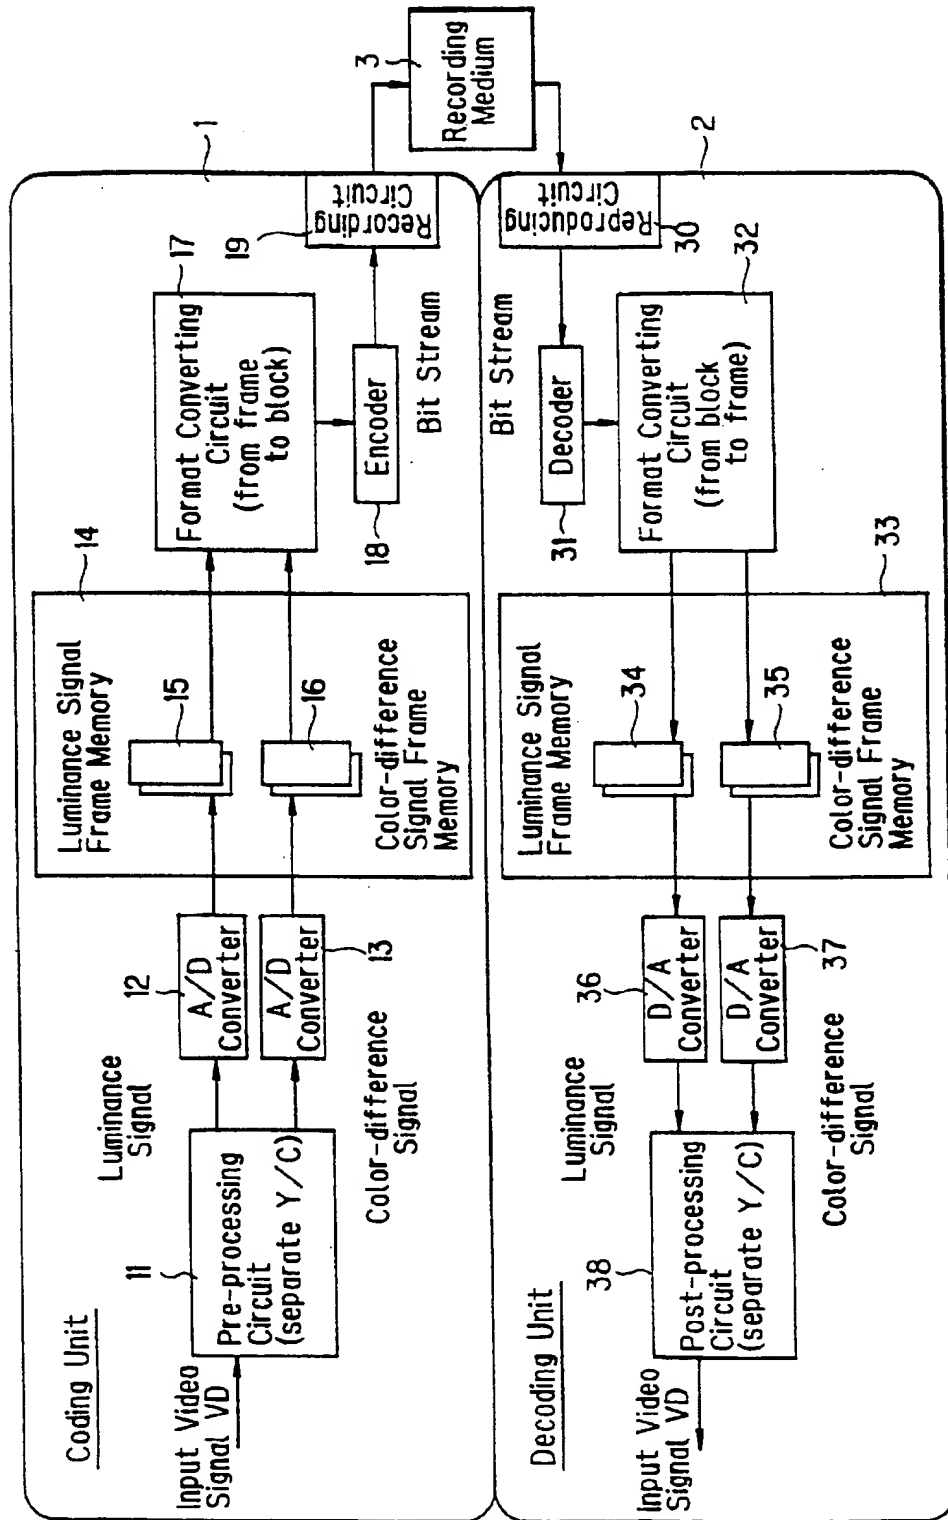 Coding Unit
Input Video
Signal VD
11
Pre-processing
Circuit
(separate Y/C)
Luminance
Signal
Color-difference
Signal
12
A/D
Converter
A/D
Converter
13
14
Luminance Signal
Frame Memory
15
16
Color-difference
Signal Frame
Memory
17
Format Converting
Circuit
(from frame
to block)
18
Encoder
Bit Stream
19
Recording
Circuit
1
3
Recording
Medium
Decoding Unit
Input Video
Signal VD
38
Post-processing
Circuit
(separate Y/C)
Luminance
Signal
Color-difference
Signal
36
D/A
Converter
D/A
Converter
37
Luminance Signal
Frame Memory
34
35
Color-difference
Signal Frame
Memory
33
Bit Stream
31
Decoder
Format Converting
Circuit
(from block
to frame)
32
Reproducing
Circuit
30
2